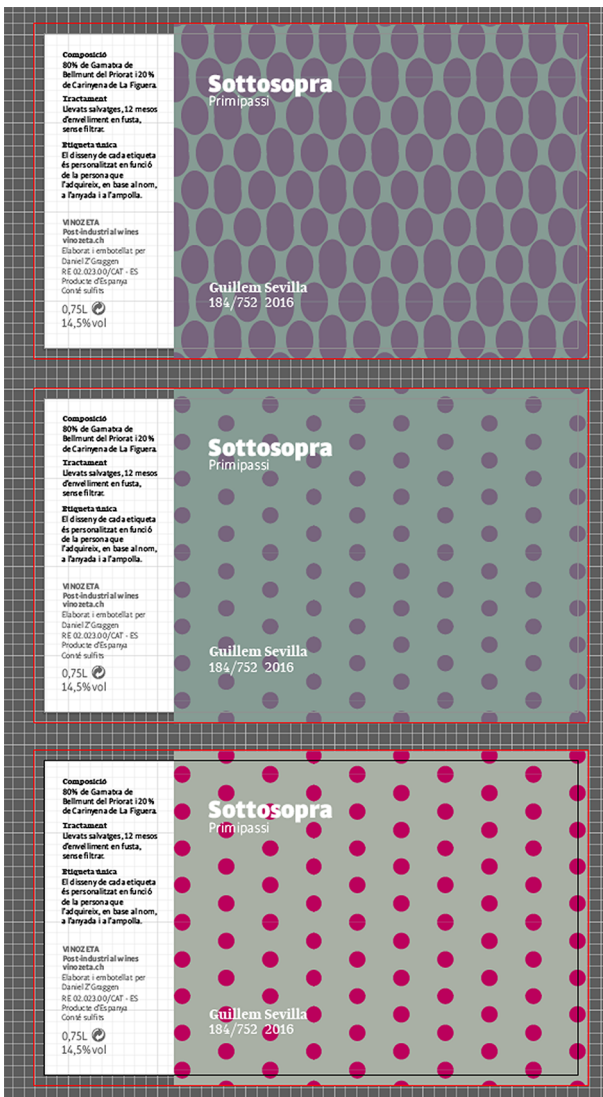 Composició
80% de Garnatxa de
Bellmunt del Priorat i 20%
de Carinyena de La Figuera.
Tractament
Llevats salvatges, 12 mesos
d'envelliment en fusta,
sense filtrar.
Etiqueta única
El disseny de cada etiqueta
és personalitzat en funció
de la persona que
l'adquireix, en base al nom,
a l'anyada i a l'ampolla.
VINOZETA
Post-industrial wines
vinozeta.ch
Elaborat i embotellat per
Daniel Z'Graggen
RE 02.023.00/CAT - ES
Producte d'Espanya
Conté sulfits
0,75L
14,5%vol
Sottosopra
Primipassi
Guillem Sevilla
184/752 2016
Composició
80% de Garnatxa de
Bellmunt del Priorat i 20%
de Carinyena de La Figuera.
Tractament
Llevats salvatges, 12 mesos
d'envelliment en fusta,
sense filtrar.
Etiqueta única
El disseny de cada etiqueta
és personalitzat en funció
de la persona que
l'adquireix, en base al nom,
a l'anyada i a l'ampolla.
VINOZETA
Post-industrial wines
vinozeta.ch
Elaborat i embotellat per
Daniel Z'Graggen
RE 02.023.00/CAT - ES
Producte d'Espanya
Conté sulfits
0,75L
14,5%vol
Sottosopra
Primipassi
Guillem Sevilla
184/752 2016
Composició
80% de Garnatxa de
Bellmunt del Priorat i 20%
de Carinyena de La Figuera.
Tractament
Llevats salvatges, 12 mesos
d'envelliment en fusta,
sense filtrar.
Etiqueta única
El disseny de cada etiqueta
és personalitzat en funció
de la persona que
l'adquireix, en base al nom,
a l'anyada i a l'ampolla.
VINOZETA
Post-industrial wines
vinozeta.ch
Elaborat i embotellat per
Daniel Z'Graggen
RE 02.023.00/CAT - ES
Producte d'Espanya
Conté sulfits
0,75L
14,5%vol
Sottosopra
Primipassi
Guillem Sevilla
184/752 2016